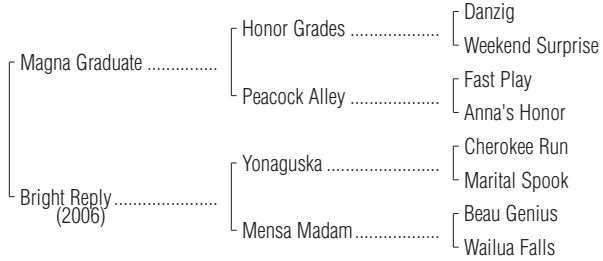 Danzig
Honor Grades ....................
Weekend Surprise
Magna Graduate ...............
Fast Play
Peacock Alley .....................
Anna's Honor
Cherokee Run
Yonaguska .........................
Marital Spook
Bright Reply......................
(2006)
Beau Genius
Mensa Madam...................
Wailua Falls